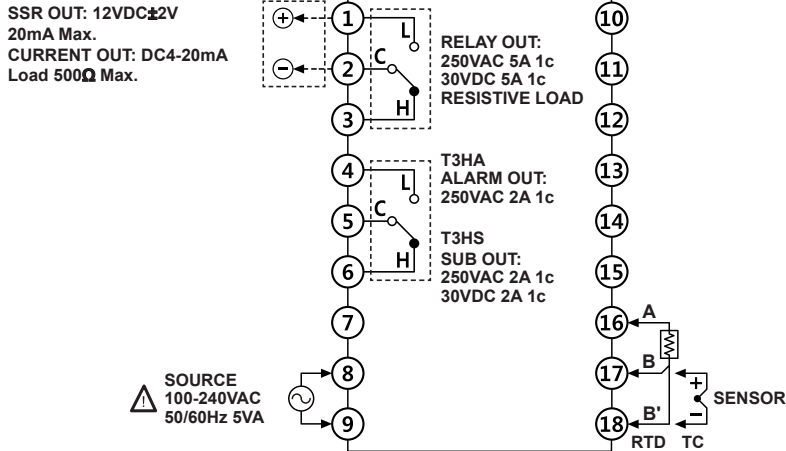 SSR OUT: 12VDC±2V
20mA Max.
CURRENT OUT: DC4-20mA
Load 500Ω Max.
+
−
1
2
3
L
C
H
RELAY OUT:
250VAC 5A 1c
30VDC 5A 1c
RESISTIVE LOAD
4
5
6
L
C
H
T3HA
ALARM OUT:
250VAC 2A 1c
T3HS
SUB OUT:
250VAC 2A 1c
30VDC 2A 1c
7
8
9
!
SOURCE
100-240VAC
50/60Hz 5VA
10
11
12
13
14
15
16
17
18
A
B
B'
+
−
SENSOR
RTD TC